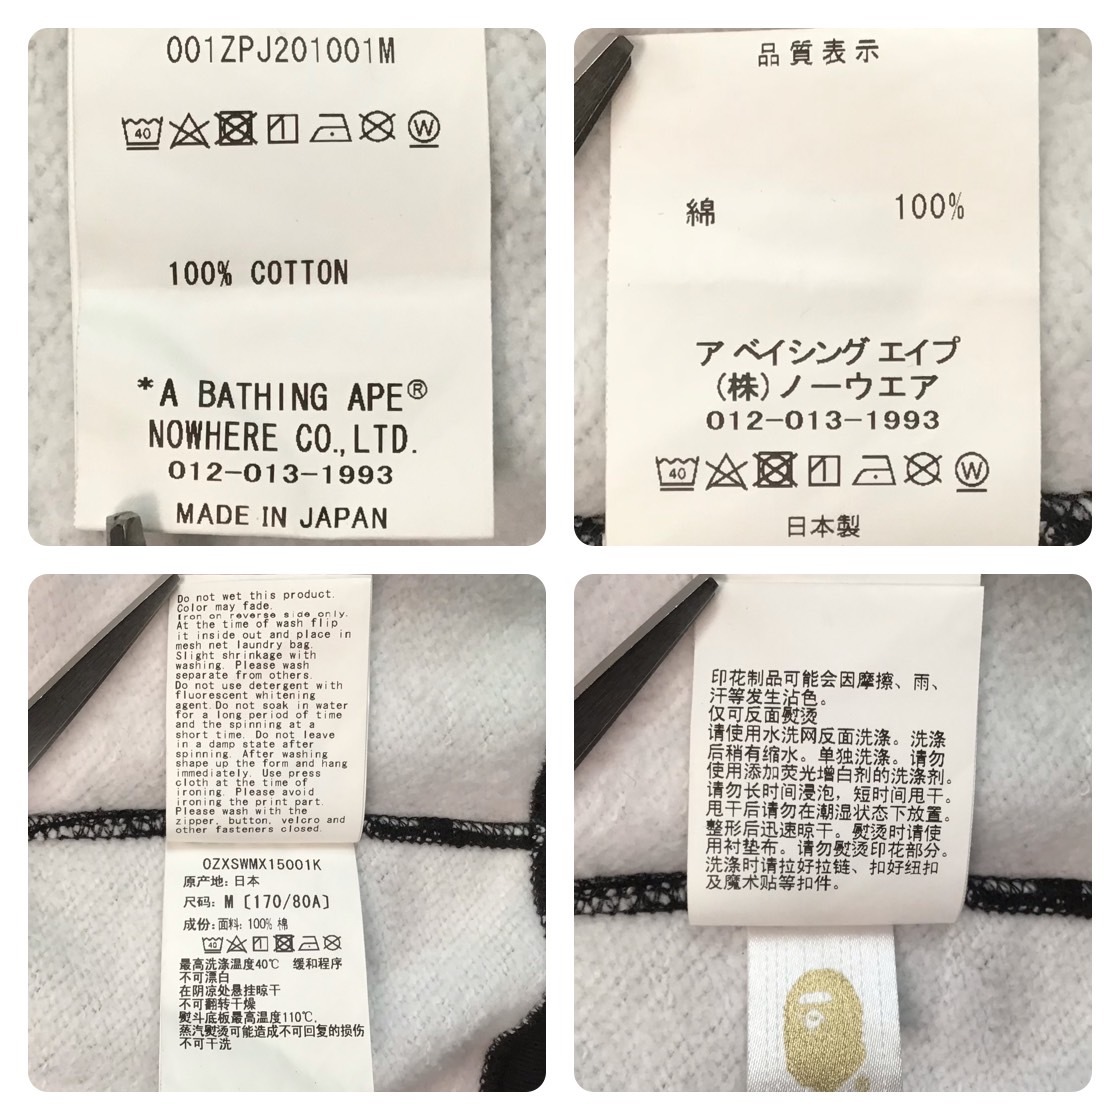 001ZPJ201001M
40
1
W
100% COTTON
*A BATHING APE®
NOWHERE CO.,LTD.
012-013-1993
MADE IN JAPAN
品質表示
綿 100%
ア ベイシング エイプ
(株)ノーウエア
012-013-1993
40
1
W
日本製
Do not wet this product.
Color may fade.
Iron on reverse side only.
At the time of wash flip
it inside out and place in
mesh net laundry bag.
Slight shrinkage with
washing. Please wash
separate from others.
Do not use detergent with
fluorescent whitening
agent.Do not soak in water
for a long period of time
and the spinning at a
short time. Do not leave
in a damp state after
spinning. After washing
shape up the form and hang
immediately. Use press
cloth at the time of
ironing. Please avoid
ironing the print part.
Please wash with the
zipper, button, velcro and
other fasteners closed.
OZXSWMX15001K
原产地: 日本
尺码: M [170/80A]
成份: 面料: 100% 棉
40
1
最高洗涤温度40℃ 缓和程序
不可漂白
在阴凉处悬挂晾干
不可翻转干燥
熨斗底板最高温度110℃.
蒸汽熨烫可能造成不可回复的损伤
不可干洗
印花制品可能会因摩擦、雨、
汗等发生沾色。
仅可反面熨烫
请使用水洗网反面洗涤。洗涤
后稍有缩水。单独洗涤。请勿
使用添加荧光增白剂的洗涤剂.
请勿长时间浸泡, 短时间甩干。
甩干后请勿在潮湿状态下放置。
整形后迅速晾干。熨烫时请使
用衬垫布。请勿熨烫印花部分。
洗涤时请拉好拉链、扣好纽扣
及魔术贴等扣件。